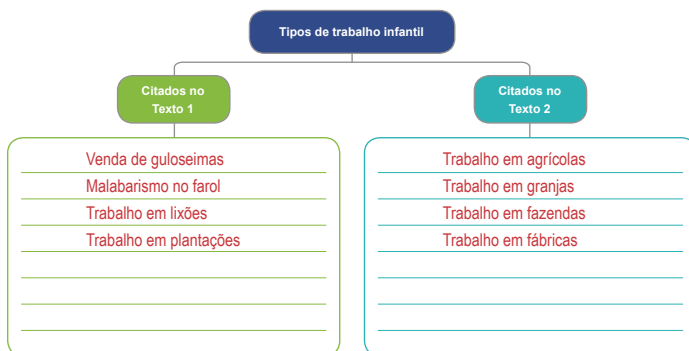 Tipos de trabalho infantil
Citados no
Texto 1
Venda de guloseimas
Malabarismo no farol
Trabalho em lixões
Trabalho em plantações
Citados no
Texto 2
Trabalho em agrícolas
Trabalho em granjas
Trabalho em fazendas
Trabalho em fábricas